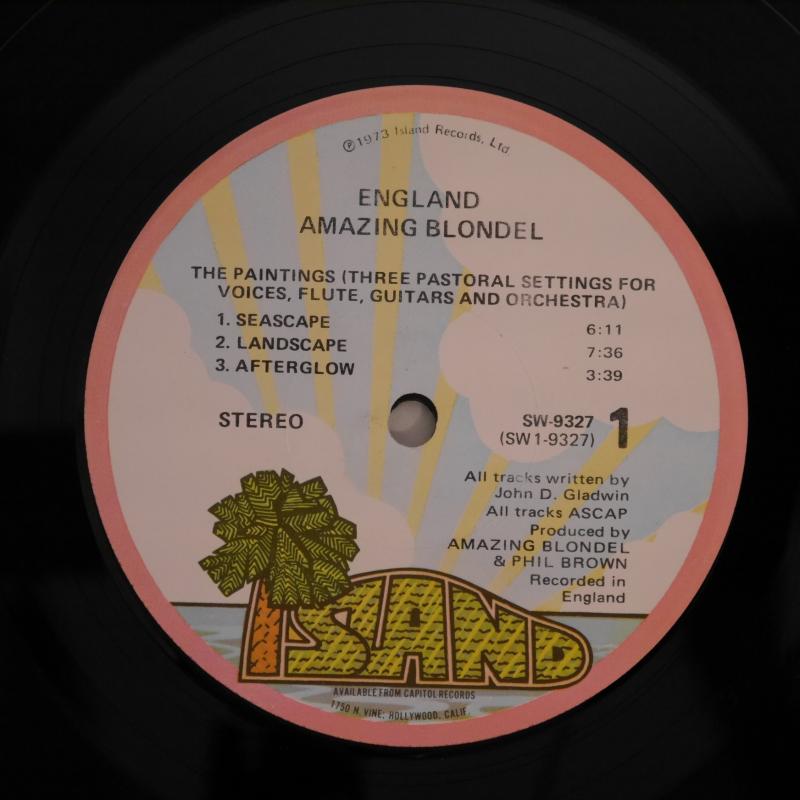 ℗1973 Island Records, Ltd.
ENGLAND
AMAZING BLONDEL
THE PAINTINGS (THREE PASTORAL SETTINGS FOR
VOICES, FLUTE, GUITARS AND ORCHESTRA)
1. SEASCAPE 6:11
2. LANDSCAPE 7:36
3. AFTERGLOW 3:39
STEREO SW-9327 1
(SW1-9327)
All tracks written by
John D. Gladwin
All tracks ASCAP
Produced by
AMAZING BLONDEL
& PHIL BROWN
Recorded in
England
ISLAND
AVAILABLE FROM CAPITOL RECORDS
1750 N. VINE; HOLLYWOOD, CALIF.